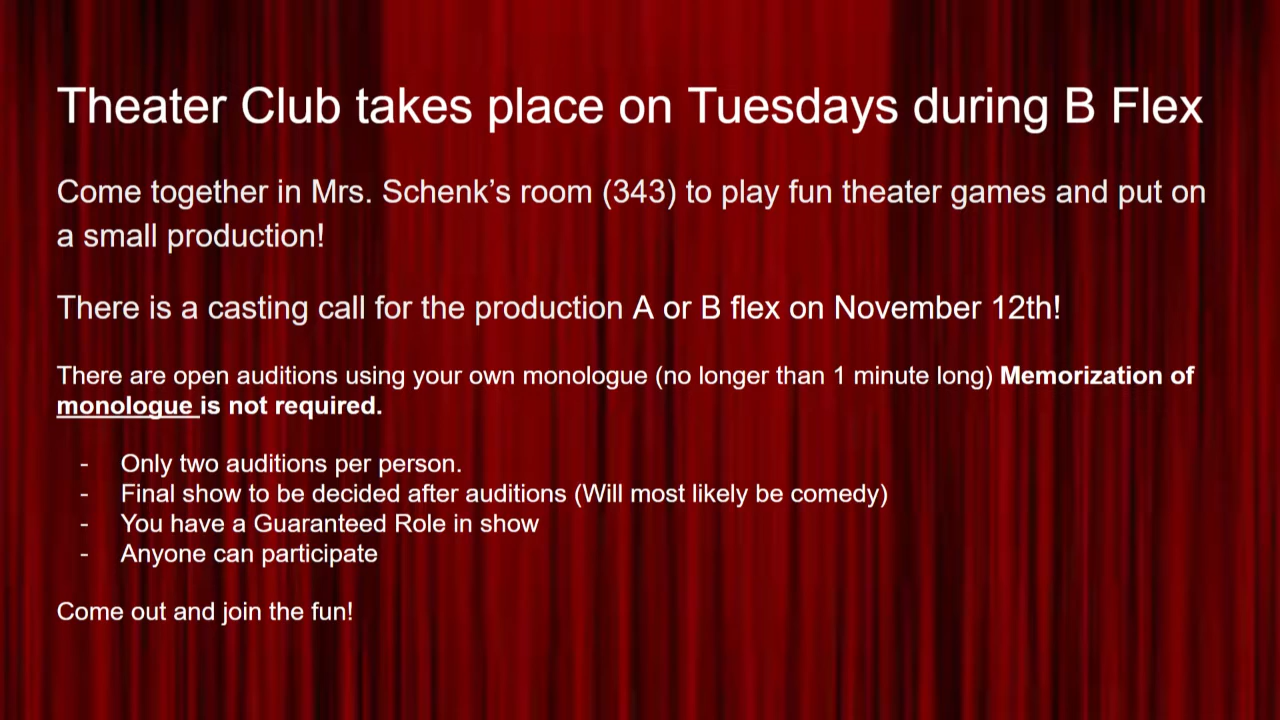 Theater Club takes place on Tuesdays during B Flex
Come together in Mrs. Schenk’s room (343) to play fun theater games and put on
a small production!
There is a casting call for the production A or B flex on November 12th!
There are open auditions using your own monologue (no longer than 1 minute long) Memorization of
monologue is not required.
- Only two auditions per person.
- Final show to be decided after auditions (Will most likely be comedy)
- You have a Guaranteed Role in show
- Anyone can participate
Come out and join the fun!